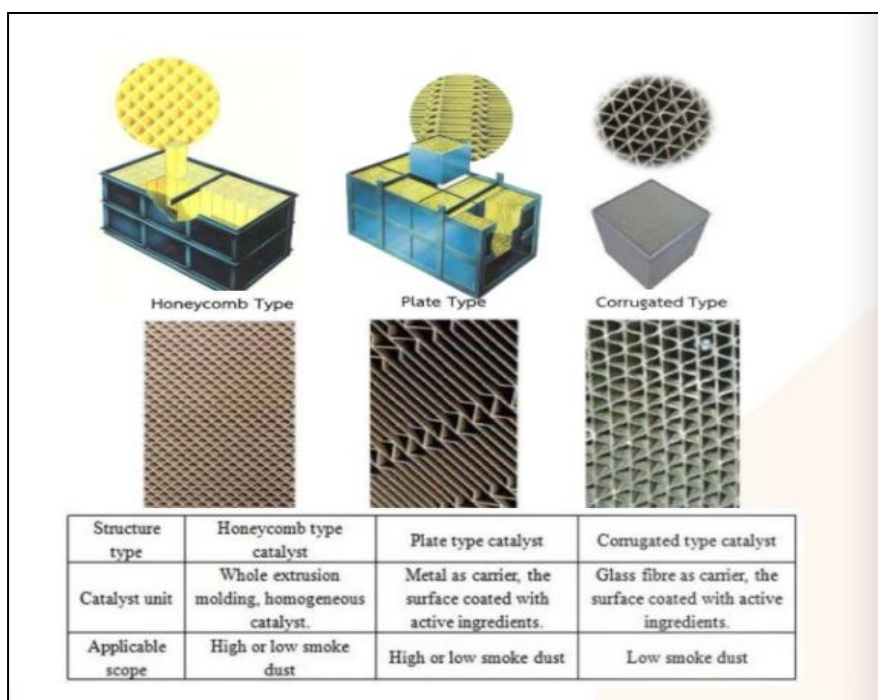 Honeycomb Type
Plate Type
Corrugated Type
Structure
type
Honeycomb type
catalyst
Plate type catalyst
Corrugated type catalyst
Catalyst unit
Whole extrusion
molding, homogeneous
catalyst.
Metal as carrier, the
surface coated with
active ingredients.
Glass fibre as carrier, the
surface coated with active
ingredients.
Applicable
scope
High or low smoke
dust
High or low smoke dust
Low smoke dust